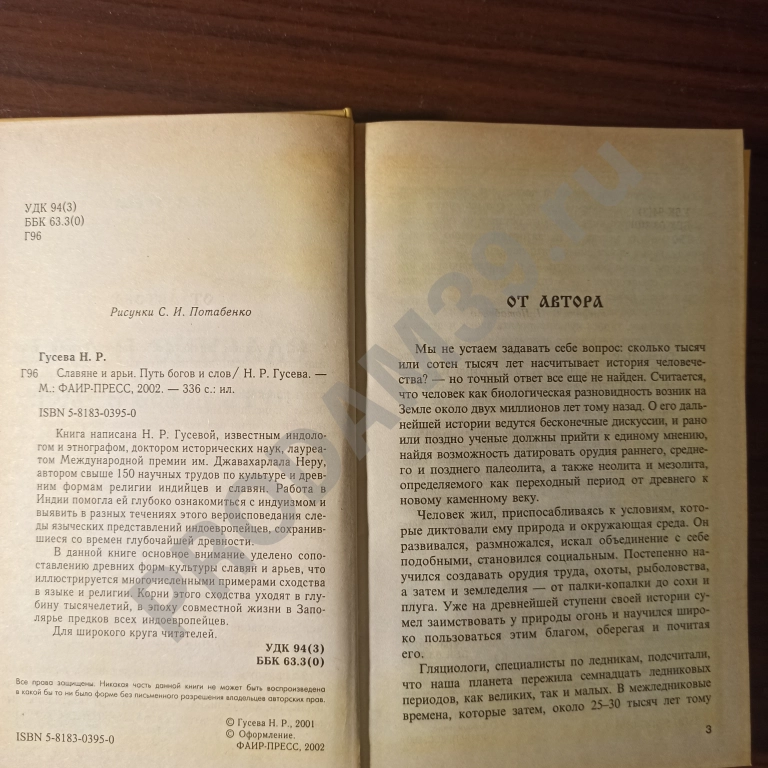 УДК 94(3)
ББК 63.3(0)
Г96
Рисунки С. И. Потабенко
Гусева Н. Р.
Г96 Славяне и арьи. Путь богов и слов / Н. Р. Гусева. —
М.: ФАИР-ПРЕСС, 2002. — 336 с.: ил.
ISBN 5-8183-0395-0
Книга написана Н. Р. Гусевой, известным индоло-
гом и этнографом, доктором исторических наук, лауреа-
том Международной премии им. Джавахарлала Неру,
автором свыше 150 научных трудов по культуре и древ-
ним формам религии индийцев и славян. Работа в
Индии помогла ей глубоко ознакомиться с индуизмом и
выявить в разных течениях этого вероисповедания сле-
ды языческих представлений индоевропейцев, сохранив-
шиеся со времен глубочайшей древности.
В данной книге основное внимание уделено сопо-
ставлению древних форм культуры славян и арьев, что
иллюстрируется многочисленными примерами сходства
в языке и религии. Корни этого сходства уходят в глу-
бину тысячелетий, в эпоху совместной жизни в Запо-
лярье предков всех индоевропейцев.
Для широкого круга читателей.
УДК 94(3)
ББК 63.3(0)
Все права защищены. Никакая часть данной книги не может быть воспроизведена
в какой бы то ни было форме без письменного разрешения владельцев авторских прав.
© Гусева Н. Р., 2001
© Оформление.
ISBN 5-8183-0395-0 ФАИР-ПРЕСС, 2002
ОТ АВТОРА
Мы не устаем задавать себе вопрос: сколько тысяч
или сотен тысяч лет насчитывает история человече-
ства? — но точный ответ все еще не найден. Считается,
что человек как биологическая разновидность возник на
Земле около двух миллионов лет тому назад. О его даль-
нейшей истории ведутся бесконечные дискуссии, и рано
или поздно ученые должны прийти к единому мнению,
найдя возможность датировать орудия раннего, средне-
го и позднего палеолита, а также неолита и мезолита,
определяемого как переходный период от древнего к
новому каменному веку.
Человек жил, приспосабливаясь к условиям, кото-
рые диктовали ему природа и окружающая среда. Он
развивался, размножался, искал объединение с себе
подобными, становился социальным. Постепенно на-
учился создавать орудия труда, охоты, рыболовства,
а затем и земледелия — от палки-копалки до сохи и
плуга. Уже на древнейшей ступени своей истории су-
мел заимствовать у природы огонь и научился широ-
ко пользоваться этим благом, оберегая и почитая
его.
Гляциологи, специалисты по ледникам, подсчитали,
что наша планета пережила семнадцать ледниковых
периодов, как великих, так и малых. В межледниковые
времена, которые затем, около 25–30 тысяч лет тому
3
PRODAM39.ru